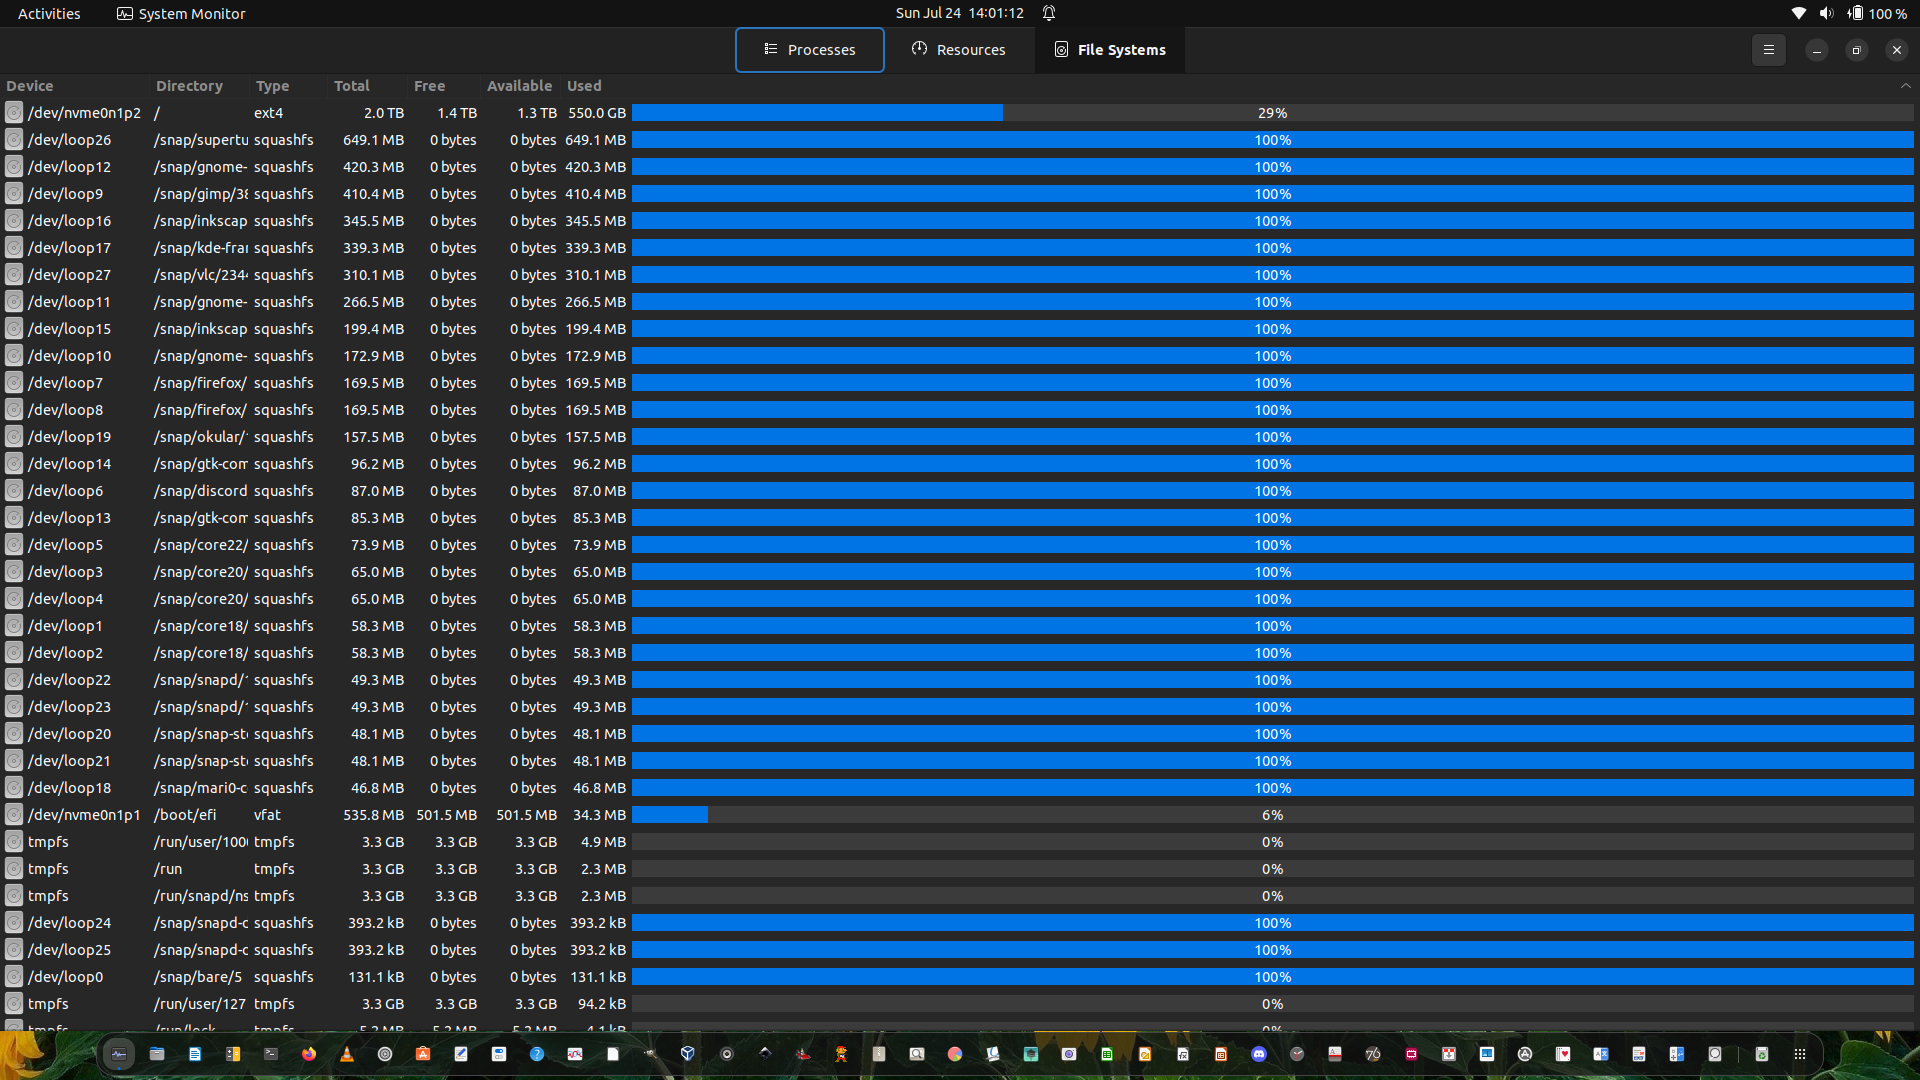 Activities System Monitor Sun Jul 24 14:01:12 100 %
Processes Resources File Systems
Device Directory Type Total Free Available Used
/dev/nvme0n1p2 / ext4 2.0 TB 1.4 TB 1.3 TB 550.0 GB 29%
/dev/loop26 /snap/supertu squashfs 649.1 MB 0 bytes 0 bytes 649.1 MB 100%
/dev/loop12 /snap/gnome- squashfs 420.3 MB 0 bytes 0 bytes 420.3 MB 100%
/dev/loop9 /snap/gimp/38 squashfs 410.4 MB 0 bytes 0 bytes 410.4 MB 100%
/dev/loop16 /snap/inkscap squashfs 345.5 MB 0 bytes 0 bytes 345.5 MB 100%
/dev/loop17 /snap/kde-fran squashfs 339.3 MB 0 bytes 0 bytes 339.3 MB 100%
/dev/loop27 /snap/vlc/2344 squashfs 310.1 MB 0 bytes 0 bytes 310.1 MB 100%
/dev/loop11 /snap/gnome- squashfs 266.5 MB 0 bytes 0 bytes 266.5 MB 100%
/dev/loop15 /snap/inkscap squashfs 199.4 MB 0 bytes 0 bytes 199.4 MB 100%
/dev/loop10 /snap/gnome- squashfs 172.9 MB 0 bytes 0 bytes 172.9 MB 100%
/dev/loop7 /snap/firefox/ squashfs 169.5 MB 0 bytes 0 bytes 169.5 MB 100%
/dev/loop8 /snap/firefox/ squashfs 169.5 MB 0 bytes 0 bytes 169.5 MB 100%
/dev/loop19 /snap/okular/1 squashfs 157.5 MB 0 bytes 0 bytes 157.5 MB 100%
/dev/loop14 /snap/gtk-com squashfs 96.2 MB 0 bytes 0 bytes 96.2 MB 100%
/dev/loop6 /snap/discord squashfs 87.0 MB 0 bytes 0 bytes 87.0 MB 100%
/dev/loop13 /snap/gtk-com squashfs 85.3 MB 0 bytes 0 bytes 85.3 MB 100%
/dev/loop5 /snap/core22/ squashfs 73.9 MB 0 bytes 0 bytes 73.9 MB 100%
/dev/loop3 /snap/core20/ squashfs 65.0 MB 0 bytes 0 bytes 65.0 MB 100%
/dev/loop4 /snap/core20/ squashfs 65.0 MB 0 bytes 0 bytes 65.0 MB 100%
/dev/loop1 /snap/core18/ squashfs 58.3 MB 0 bytes 0 bytes 58.3 MB 100%
/dev/loop2 /snap/core18/ squashfs 58.3 MB 0 bytes 0 bytes 58.3 MB 100%
/dev/loop22 /snap/snapd/1 squashfs 49.3 MB 0 bytes 0 bytes 49.3 MB 100%
/dev/loop23 /snap/snapd/1 squashfs 49.3 MB 0 bytes 0 bytes 49.3 MB 100%
/dev/loop20 /snap/snap-sto squashfs 48.1 MB 0 bytes 0 bytes 48.1 MB 100%
/dev/loop21 /snap/snap-sto squashfs 48.1 MB 0 bytes 0 bytes 48.1 MB 100%
/dev/loop18 /snap/mari0-c squashfs 46.8 MB 0 bytes 0 bytes 46.8 MB 100%
/dev/nvme0n1p1 /boot/efi vfat 535.8 MB 501.5 MB 501.5 MB 34.3 MB 6%
tmpfs /run/user/1000 tmpfs 3.3 GB 3.3 GB 3.3 GB 4.9 MB 0%
tmpfs /run tmpfs 3.3 GB 3.3 GB 3.3 GB 2.3 MB 0%
tmpfs /run/snapd/ns tmpfs 3.3 GB 3.3 GB 3.3 GB 2.3 MB 0%
/dev/loop24 /snap/snapd-c squashfs 393.2 kB 0 bytes 0 bytes 393.2 kB 100%
/dev/loop25 /snap/snapd-c squashfs 393.2 kB 0 bytes 0 bytes 393.2 kB 100%
/dev/loop0 /snap/bare/5 squashfs 131.1 kB 0 bytes 0 bytes 131.1 kB 100%
tmpfs /run/user/127 tmpfs 3.3 GB 3.3 GB 3.3 GB 94.2 kB 0%
tmpfs /run/lock tmpfs 5.2 MB 5.2 MB 5.2 MB 4.1 kB 0%